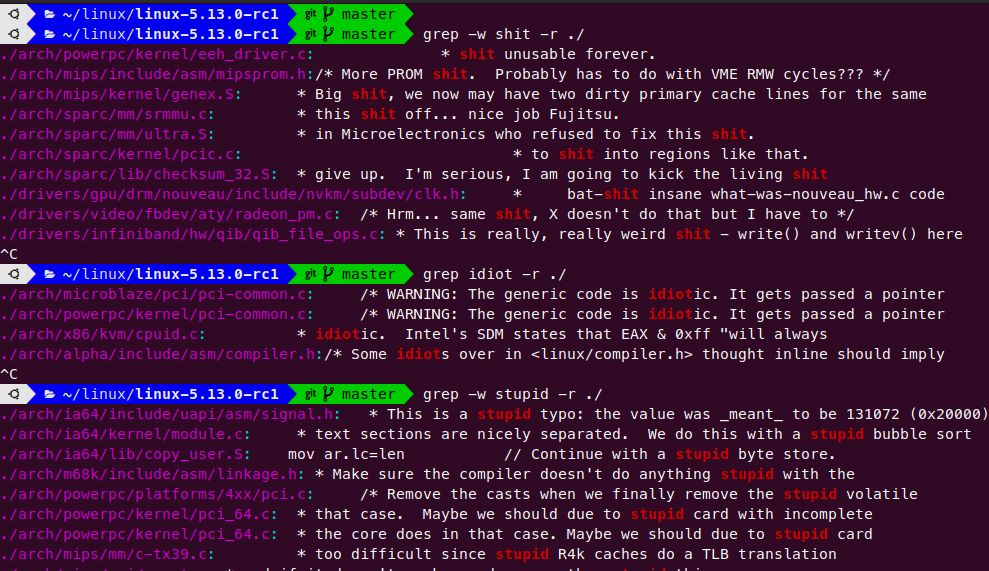 ~/linux/linux-5.13.0-rc1 git master
~/linux/linux-5.13.0-rc1 git master grep -w shit -r ./
./arch/powerpc/kernel/eeh_driver.c: * shit unusable forever.
./arch/mips/include/asm/mipsprom.h:/* More PROM shit.  Probably has to do with VME RMW cycles??? */
./arch/mips/kernel/genex.S: * Big shit, we now may have two dirty primary cache lines for the same
./arch/sparc/mm/srmmu.c: * this shit off... nice job Fujitsu.
./arch/sparc/mm/ultra.S: * in Microelectronics who refused to fix this shit.
./arch/sparc/kernel/pcic.c: * to shit into regions like that.
./arch/sparc/lib/checksum_32.S: * give up.  I'm serious, I am going to kick the living shit
./drivers/gpu/drm/nouveau/include/nvkm/subdev/clk.h: * bat-shit insane what-was-nouveau_hw.c code
./drivers/video/fbdev/aty/radeon_pm.c: /* Hrm... same shit, X doesn't do that but I have to */
./drivers/infiniband/hw/qib/qib_file_ops.c: * This is really, really weird shit - write() and writev() here
^C
~/linux/linux-5.13.0-rc1 git master grep idiot -r ./
./arch/microblaze/pci/pci-common.c: /* WARNING: The generic code is idiotic. It gets passed a pointer
./arch/powerpc/kernel/pci-common.c: /* WARNING: The generic code is idiotic. It gets passed a pointer
./arch/x86/kvm/cpuid.c: * idiotic.  Intel's SDM states that EAX & 0xff "will always
./arch/alpha/include/asm/compiler.h:/* Some idiots over in <linux/compiler.h> thought inline should imply
^C
~/linux/linux-5.13.0-rc1 git master grep -w stupid -r ./
./arch/ia64/include/uapi/asm/signal.h: * This is a stupid typo: the value was _meant_ to be 131072 (0x20000)
./arch/ia64/kernel/module.c: * text sections are nicely separated.  We do this with a stupid bubble sort
./arch/ia64/lib/copy_user.S: mov ar.lc=len // Continue with a stupid byte store.
./arch/m68k/include/asm/linkage.h: * Make sure the compiler doesn't do anything stupid with the
./arch/powerpc/platforms/4xx/pci.c: /* Remove the casts when we finally remove the stupid volatile
./arch/powerpc/kernel/pci_64.c: * that case.  Maybe we should due to stupid card with incomplete
./arch/powerpc/kernel/pci_64.c: * the core does in that case. Maybe we should due to stupid card
./arch/mips/mm/c-tx39.c: * too difficult since stupid R4k caches do a TLB translation